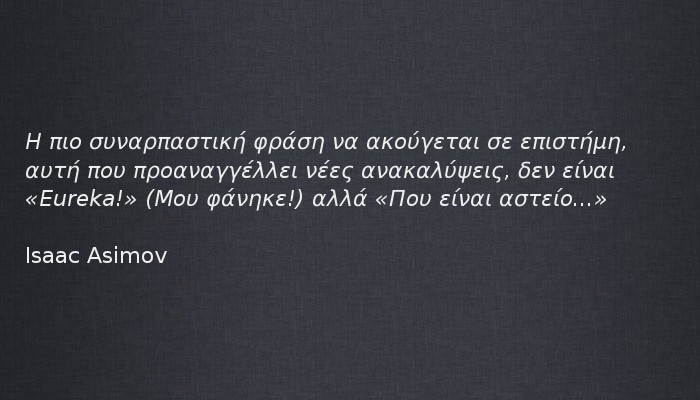 Η πιο συναρπαστική φράση να ακούγεται σε επιστήμη,
αυτή που προαναγγέλλει νέες ανακαλύψεις, δεν είναι
«Eureka!» (Μου φάνηκε!) αλλά «Που είναι αστείο...»
Isaac Asimov